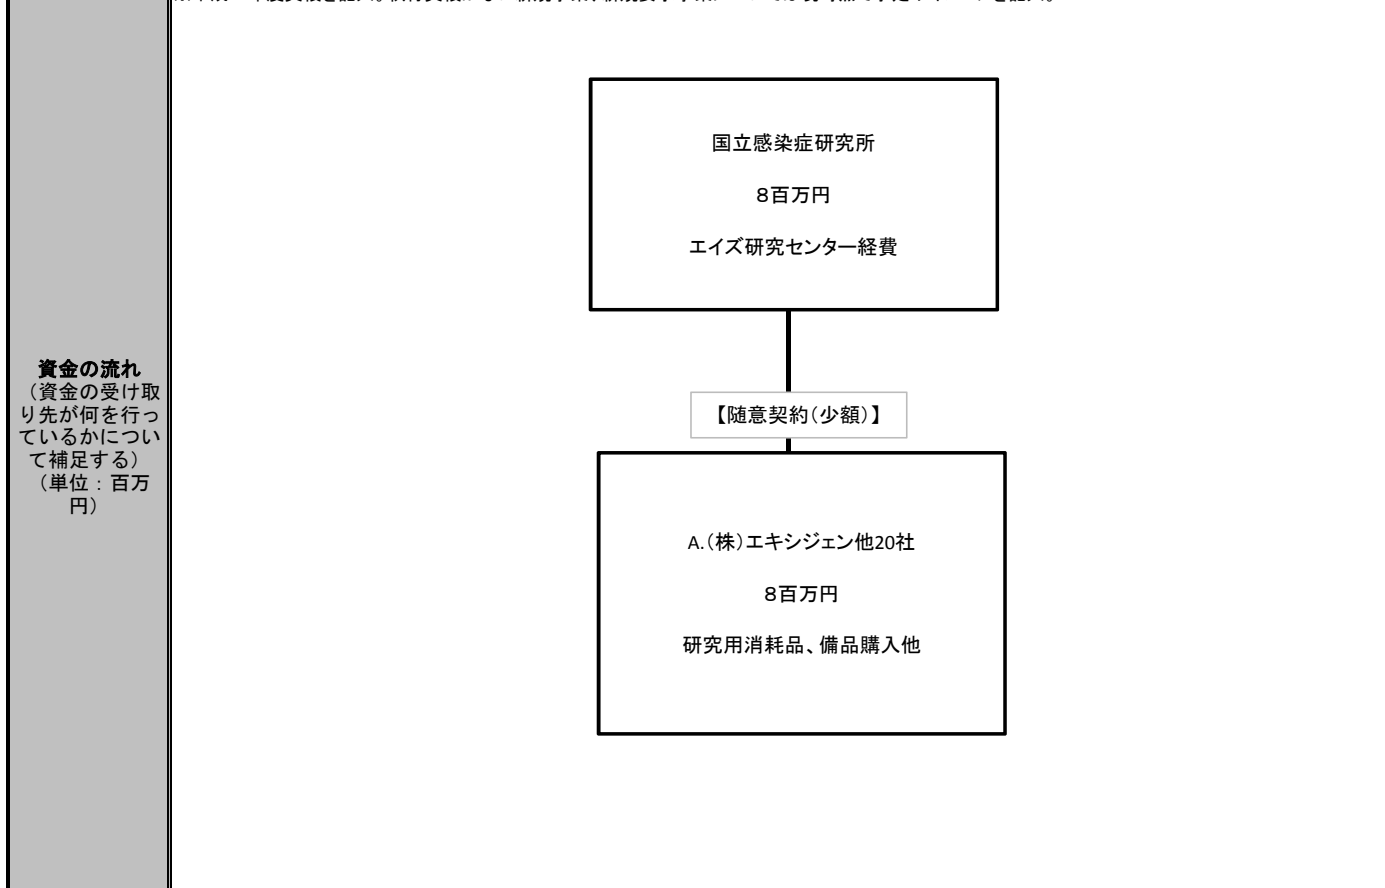 国立感染症研究所
８百万円
エイズ研究センター経費
資金の流れ
（資金の受け取
り先が何を行っ
ているかについ
て補足する）
（単位：百万
円）
【随意契約（少額）】
A.（株）エキシジェン他20社
８百万円
研究用消耗品、備品購入他